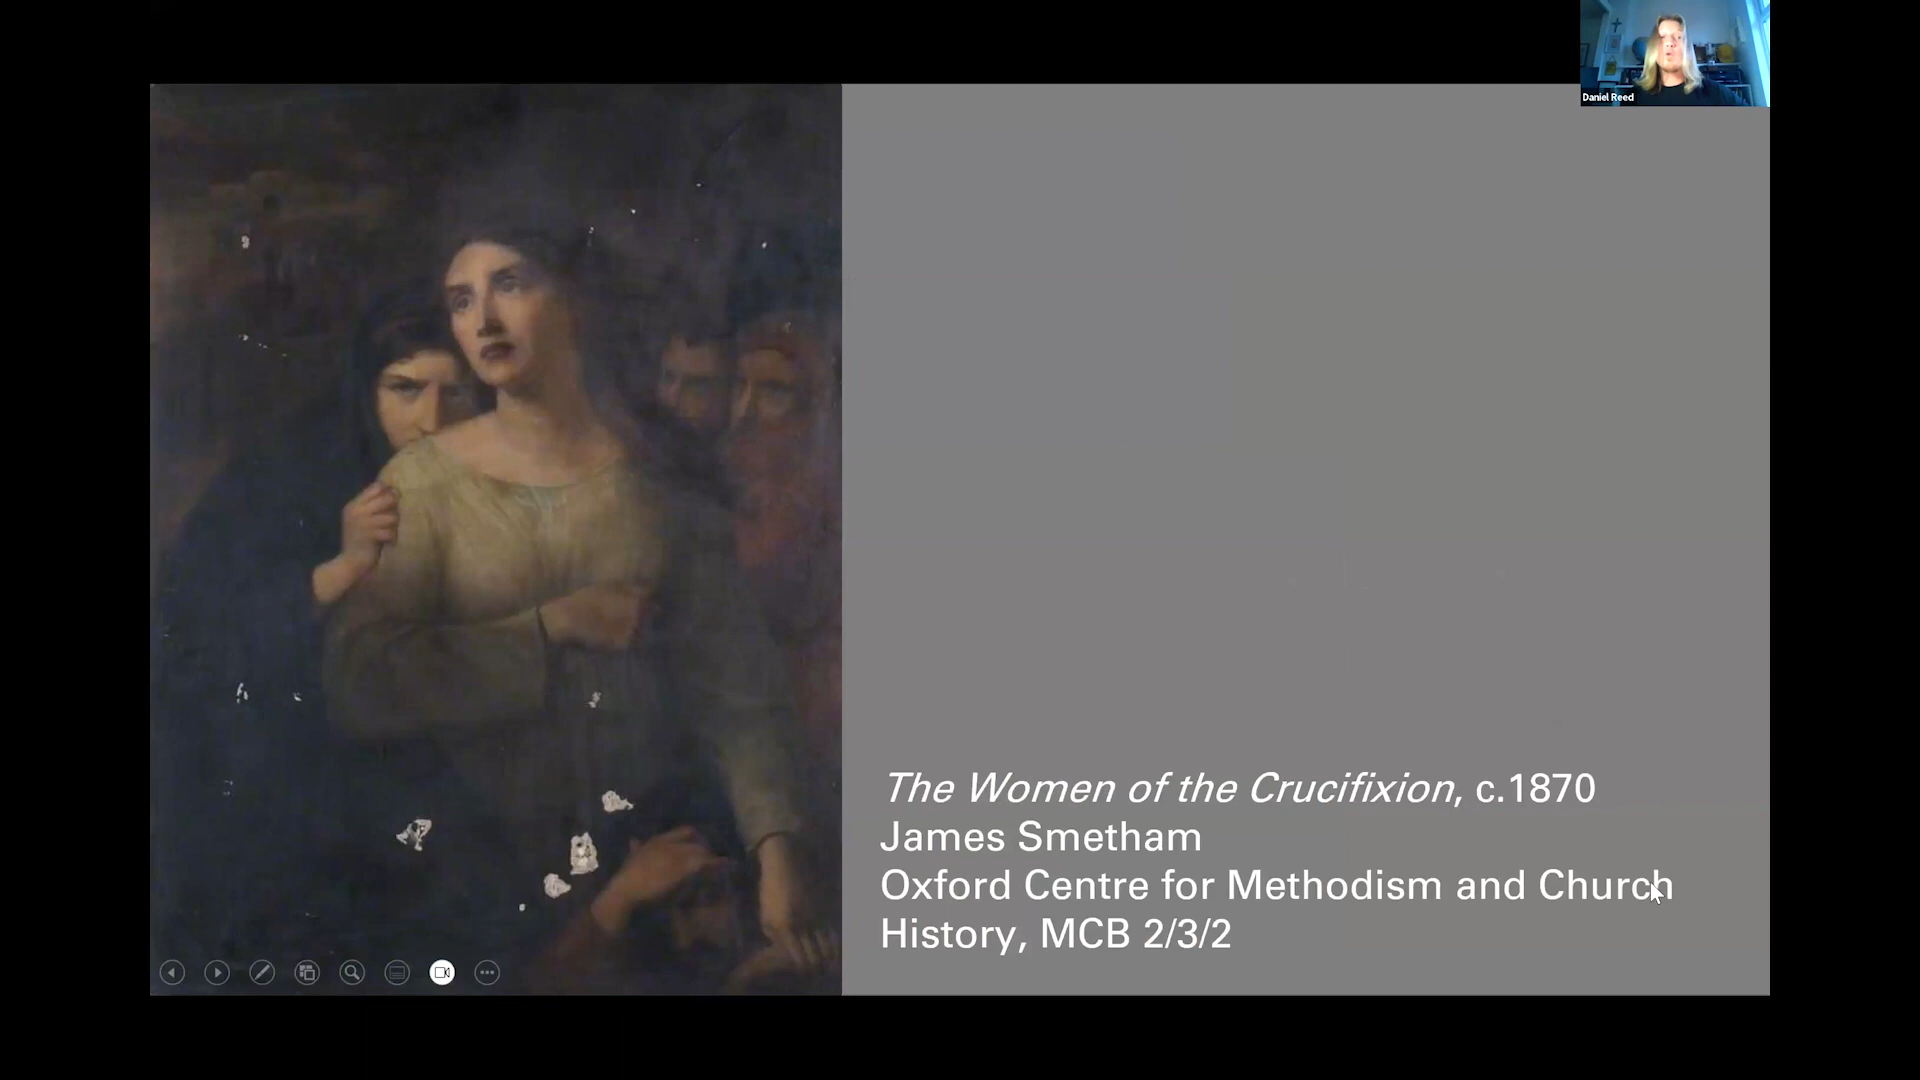 Daniel Reed
The Women of the Crucifixion, c.1870
James Smetham
Oxford Centre for Methodism and Church
History, MCB 2/3/2